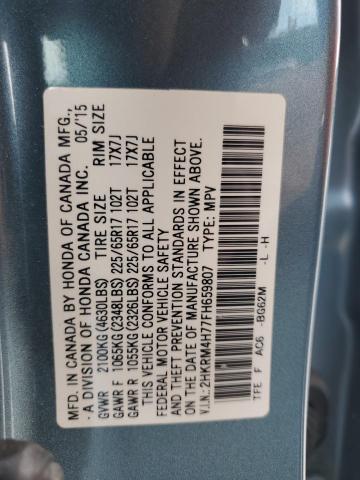 MFD. IN CANADA BY HONDA OF CANADA MFG.,
- A DIVISION OF HONDA CANADA INC. 05/15
GVWR 2100KG (4630LBS) TIRE SIZE RIM SIZE
GAWR F 1065KG (2348LBS) 225/65R17 102T 17X7J
GAWR R 1055KG (2326LBS) 225/65R17 102T 17X7J
THIS VEHICLE CONFORMS TO ALL APPLICABLE
FEDERAL MOTOR VEHICLE SAFETY AND
THEFT PREVENTION STANDARDS IN EFFECT
ON THE DATE OF MANUFACTURE SHOWN ABOVE.
V.I.N.: 2HKRM4H77FH659807 TYPE: MPV
TFE F AC6 -BG62M -L -H